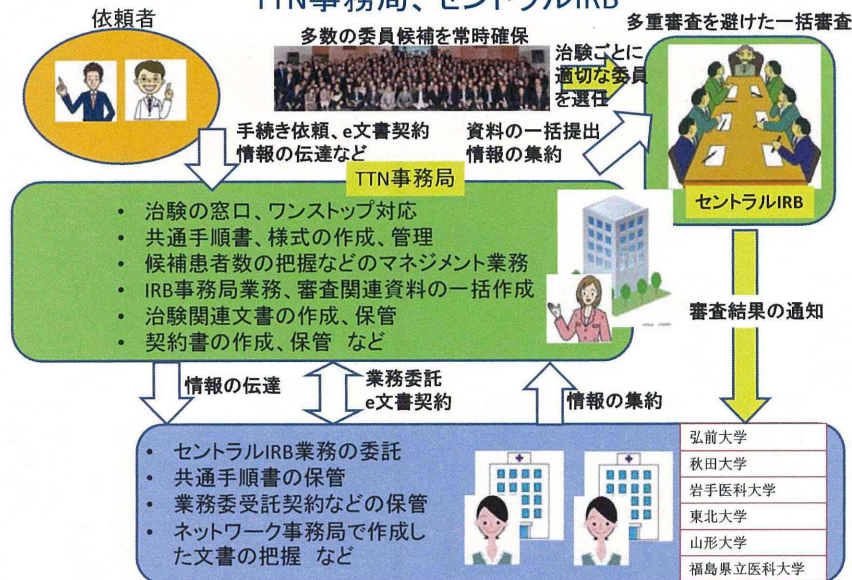 TTN事務局、セントラルIRB
依頼者
多数の委員候補を常時確保
治験ごとに
適切な委員
を選任
多重審査を避けた一括審査
手続き依頼、e文書契約
情報の伝達など
資料の一括提出
情報の集約
セントラルIRB
TTN事務局
• 治験の窓口、ワンストップ対応
• 共通手順書、様式の作成、管理
• 候補患者数の把握などのマネジメント業務
• IRB事務局業務、審査関連資料の一括作成
• 治験関連文書の作成、保管
• 契約書の作成、保管 など
審査結果の通知
情報の伝達
業務委託
e文書契約
情報の集約
• セントラルIRB業務の委託
• 共通手順書の保管
• 業務委受託契約などの保管
• ネットワーク事務局で作成し
た文書の把握 など
弘前大学
秋田大学
岩手医科大学
東北大学
山形大学
福島県立医科大学